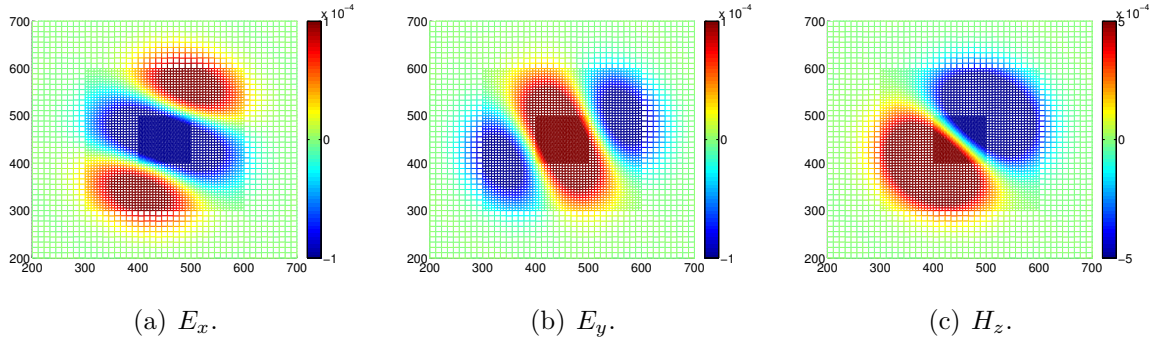 x 10⁻⁴ x 10⁻⁴ x 10⁻⁴
700 1 700 1 700 5
600 600 600
500 500 500
0 0 0
400 400 400
300 300 300
200 −1 200 −1 200 −5
200 300 400 500 600 700 200 300 400 500 600 700 200 300 400 500 600 700
(a) Eₓ. (b) E_y. (c) H_z.